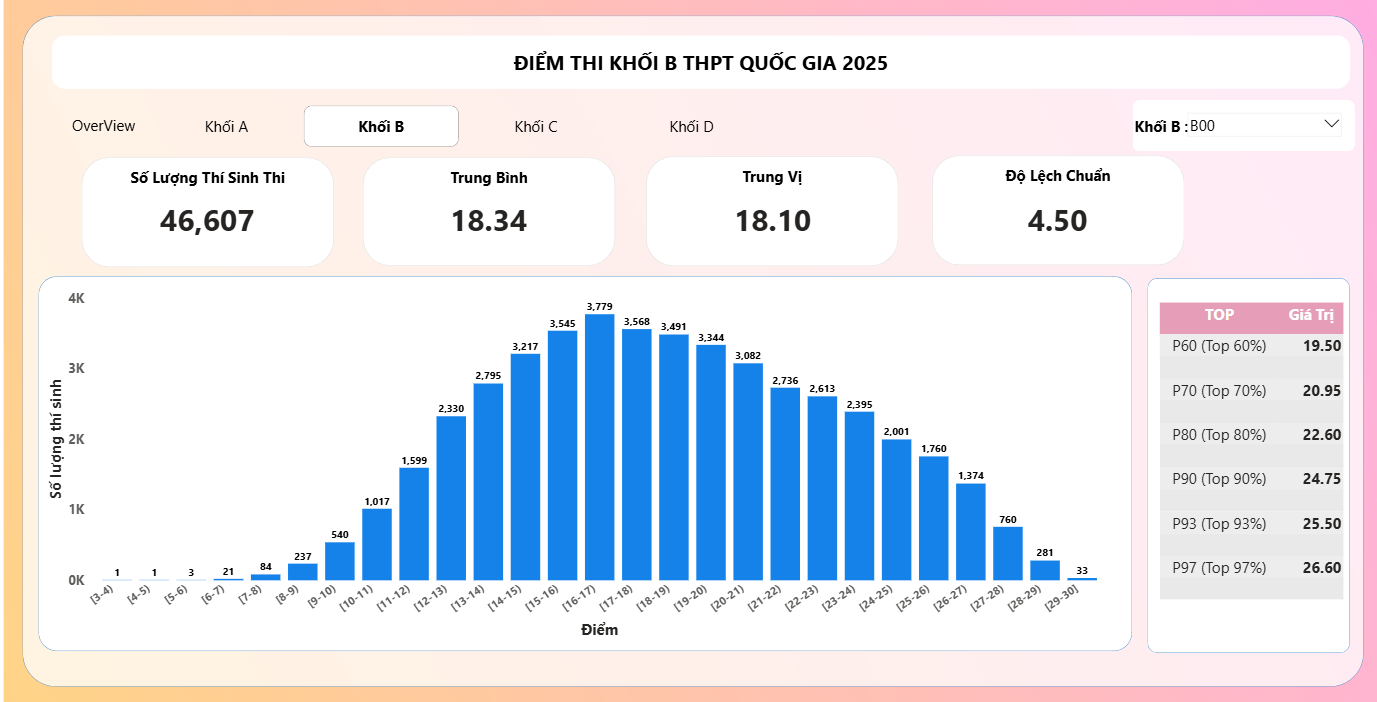 ĐIỂM THI KHỐI B THPT QUỐC GIA 2025
OverView
Khối A
Khối B
Khối C
Khối D
Khối B : B00
Số Lượng Thí Sinh Thi
46,607
Trung Bình
18.34
Trung Vị
18.10
Độ Lệch Chuẩn
4.50
Số lượng thí sinh
4K
3K
2K
1K
0K
1
1
3
21
84
237
540
1,017
1,599
2,330
2,795
3,217
3,545
3,779
3,568
3,491
3,344
3,082
2,736
2,613
2,395
2,001
1,760
1,374
760
281
33
[3-4)
[4-5)
[5-6)
[6-7)
[7-8)
[8-9)
[9-10)
[10-11)
[11-12)
[12-13)
[13-14)
[14-15)
[15-16)
[16-17)
[17-18)
[18-19)
[19-20)
[20-21)
[21-22)
[22-23)
[23-24)
[24-25)
[25-26)
[26-27)
[27-28)
[28-29)
[29-30]
Điểm
TOP Giá Trị
P60 (Top 60%) 19.50
P70 (Top 70%) 20.95
P80 (Top 80%) 22.60
P90 (Top 90%) 24.75
P93 (Top 93%) 25.50
P97 (Top 97%) 26.60